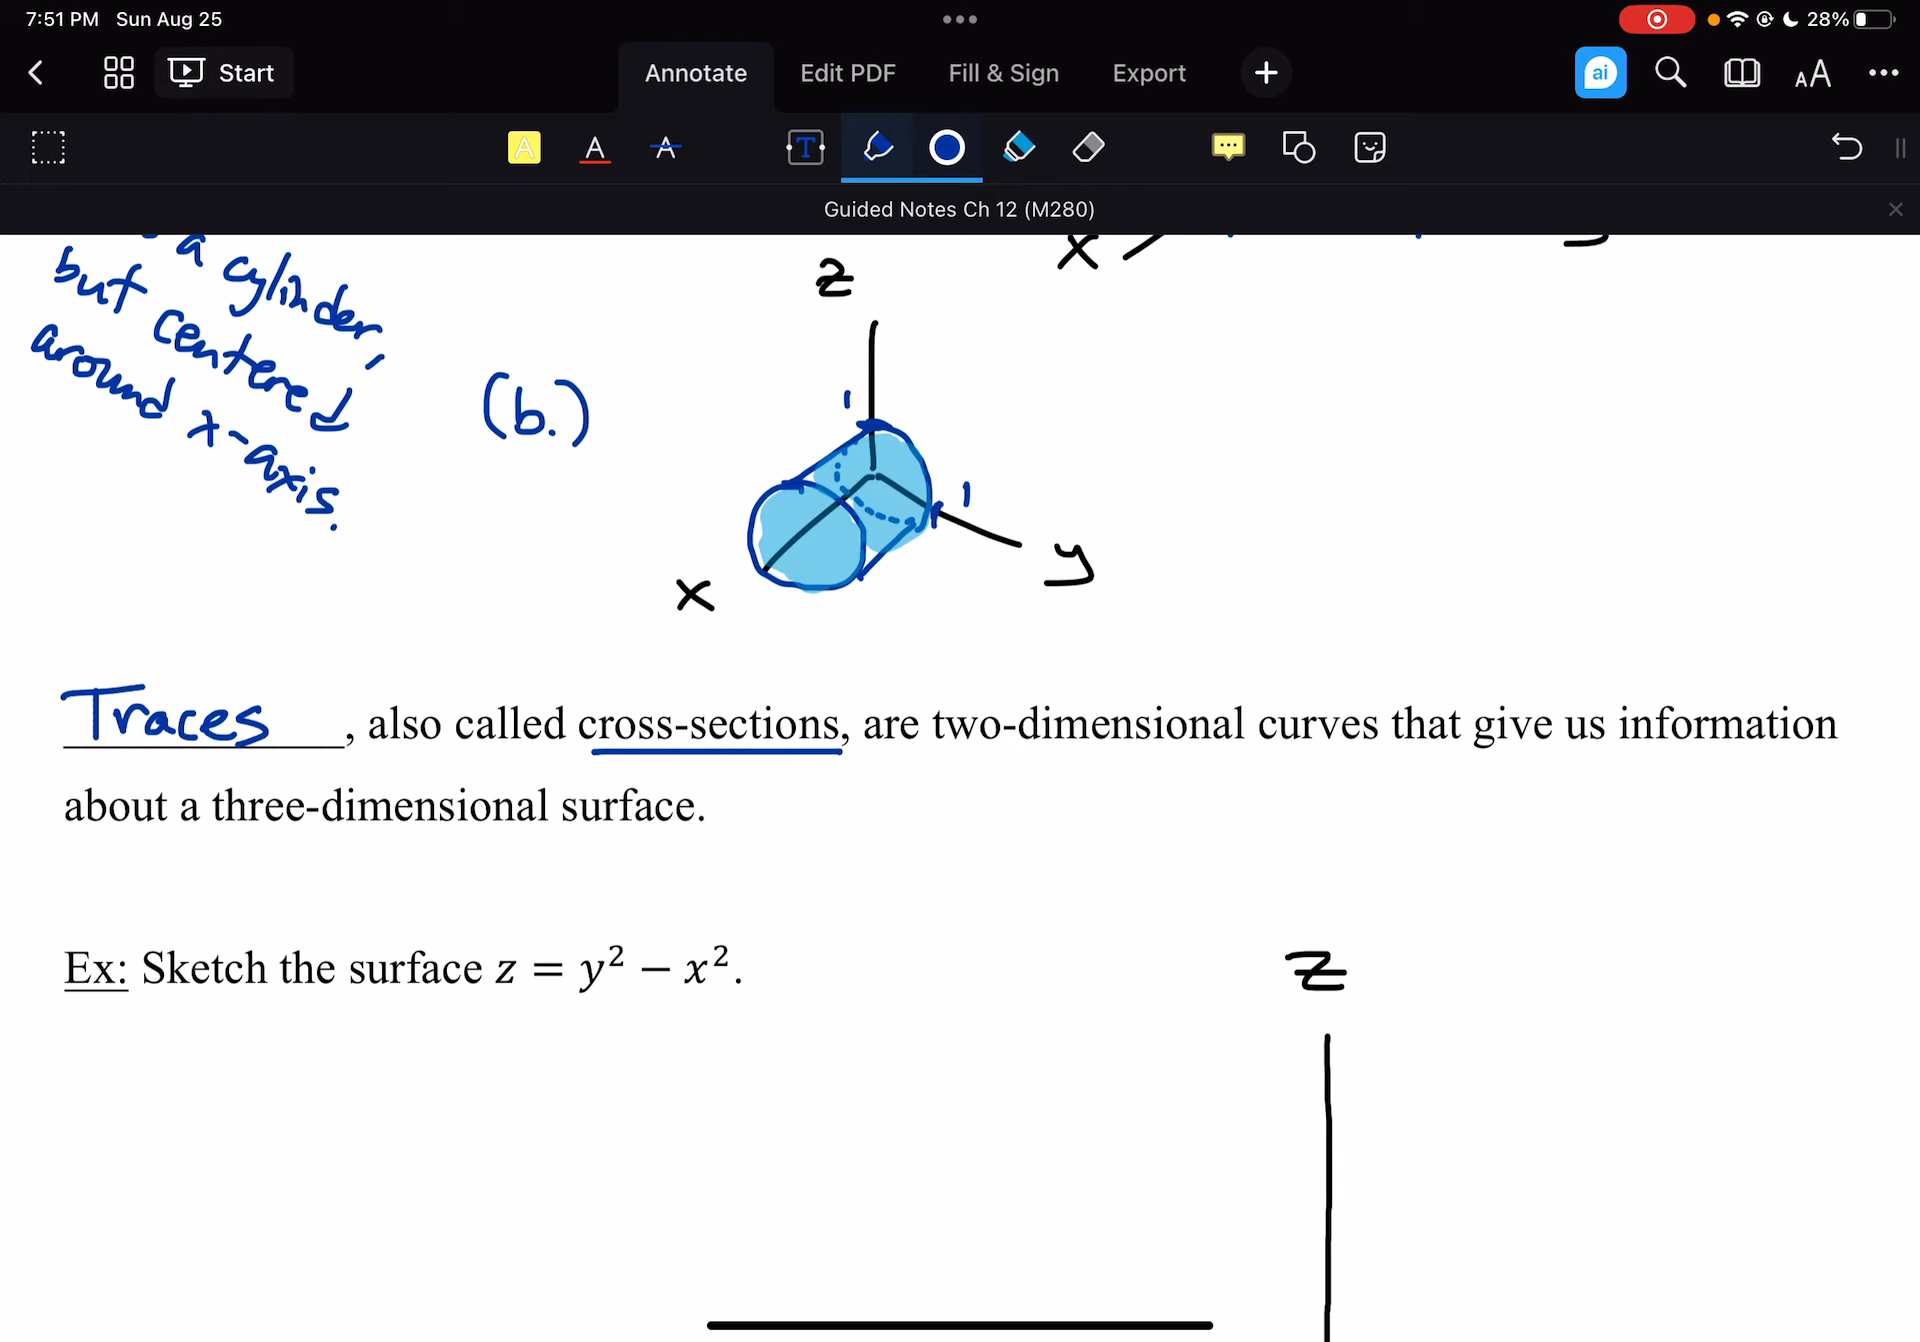 7:51 PM Sun Aug 25
28%
Start
Annotate
Edit PDF
Fill & Sign
Export
ai
AA
A
A
A
T
Guided Notes Ch 12 (M280)
a cylinder,
but centered
around x-axis.
x
z
(b.)
1
1
y
x
Traces, also called cross-sections, are two-dimensional curves that give us information
about a three-dimensional surface.
Ex: Sketch the surface z = y² − x².
z